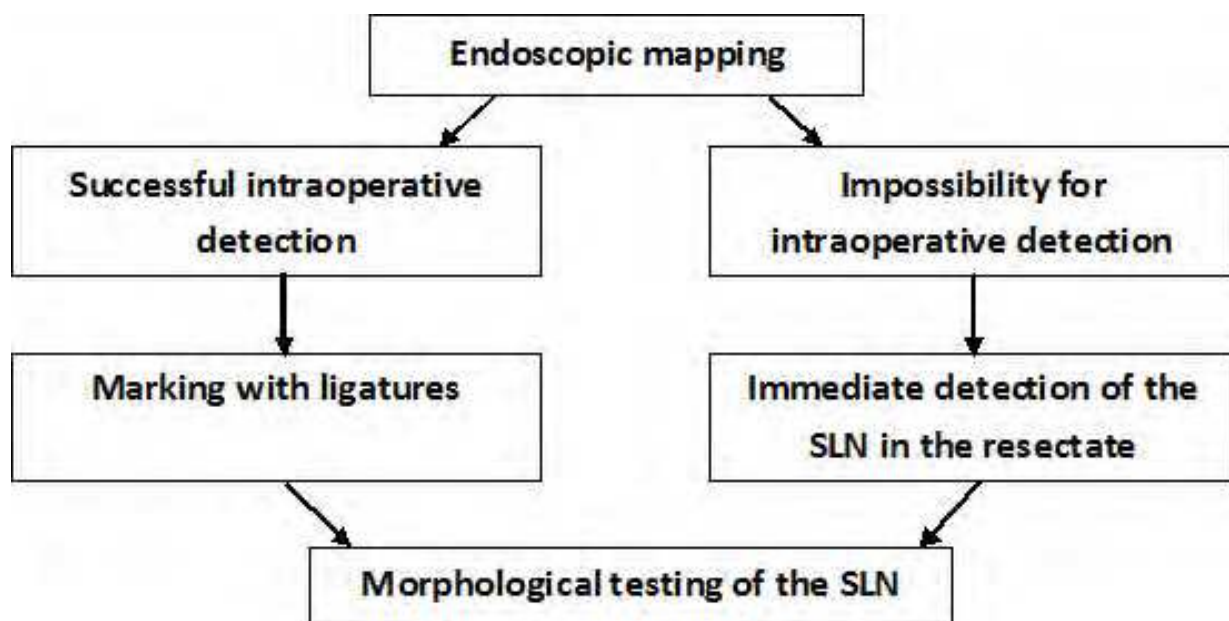 Endoscopic mapping
Successful intraoperative
detection
Impossibility for
intraoperative detection
Marking with ligatures
Immediate detection of the
SLN in the resectate
Morphological testing of the SLN